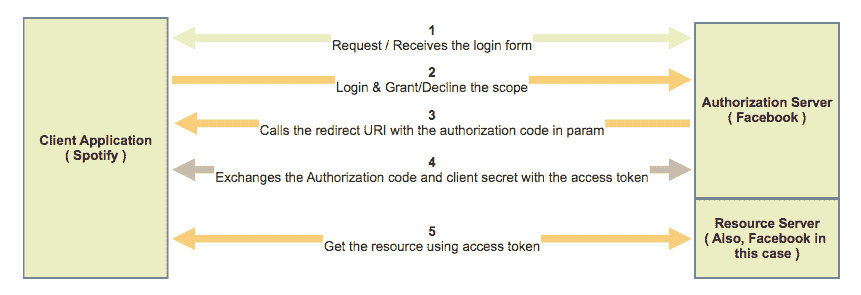 1
Request / Receives the login form
2
Login & Grant/Decline the scope
3
Calls the redirect URI with the authorization code in param
4
Exchanges the Authorization code and client secret with the access token
5
Get the resource using access token
Client Application
( Spotify )
Authorization Server
( Facebook )
Resource Server
( Also, Facebook in
this case )